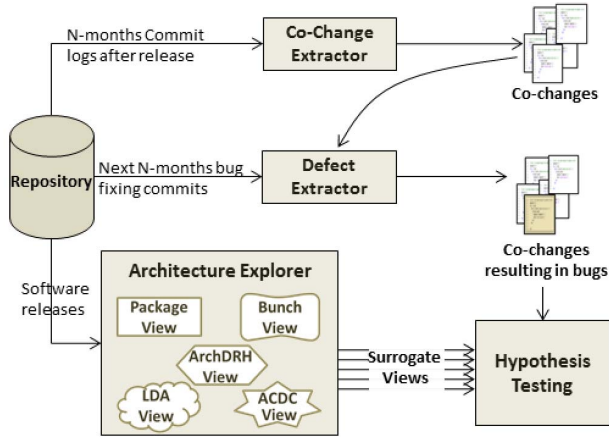 N-months Commit
logs after release
Co-Change
Extractor
Co-changes
Repository
Next N-months bug
fixing commits
Defect
Extractor
Co-changes
resulting in bugs
Software
releases
Architecture Explorer
Package
View
Bunch
View
ArchDRH
View
LDA
View
ACDC
View
Surrogate
Views
Hypothesis
Testing